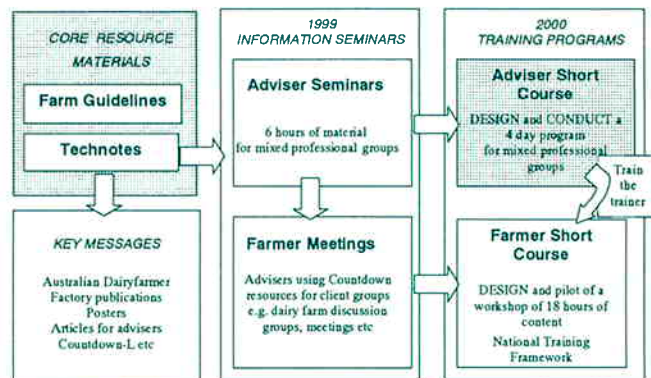 CORE RESOURCE
MATERIALS
Farm Guidelines
Technotes
KEY MESSAGES
Australian Dairyfarmer
Factory publications
Posters
Articles for advisers
Countdown-L etc
1999
INFORMATION SEMINARS
Adviser Seminars
6 hours of material
for mixed professional groups
Farmer Meetings
Advisers using Countdown
resources for client groups
e.g. dairy farm discussion
groups, meetings etc
2000
TRAINING PROGRAMS
Adviser Short
Course
DESIGN and CONDUCT a
4 day program
for mixed professional
groups
Train
the
trainer
Farmer Short
Course
DESIGN and pilot of a
workshop of 18 hours of
content
National Training
Framework